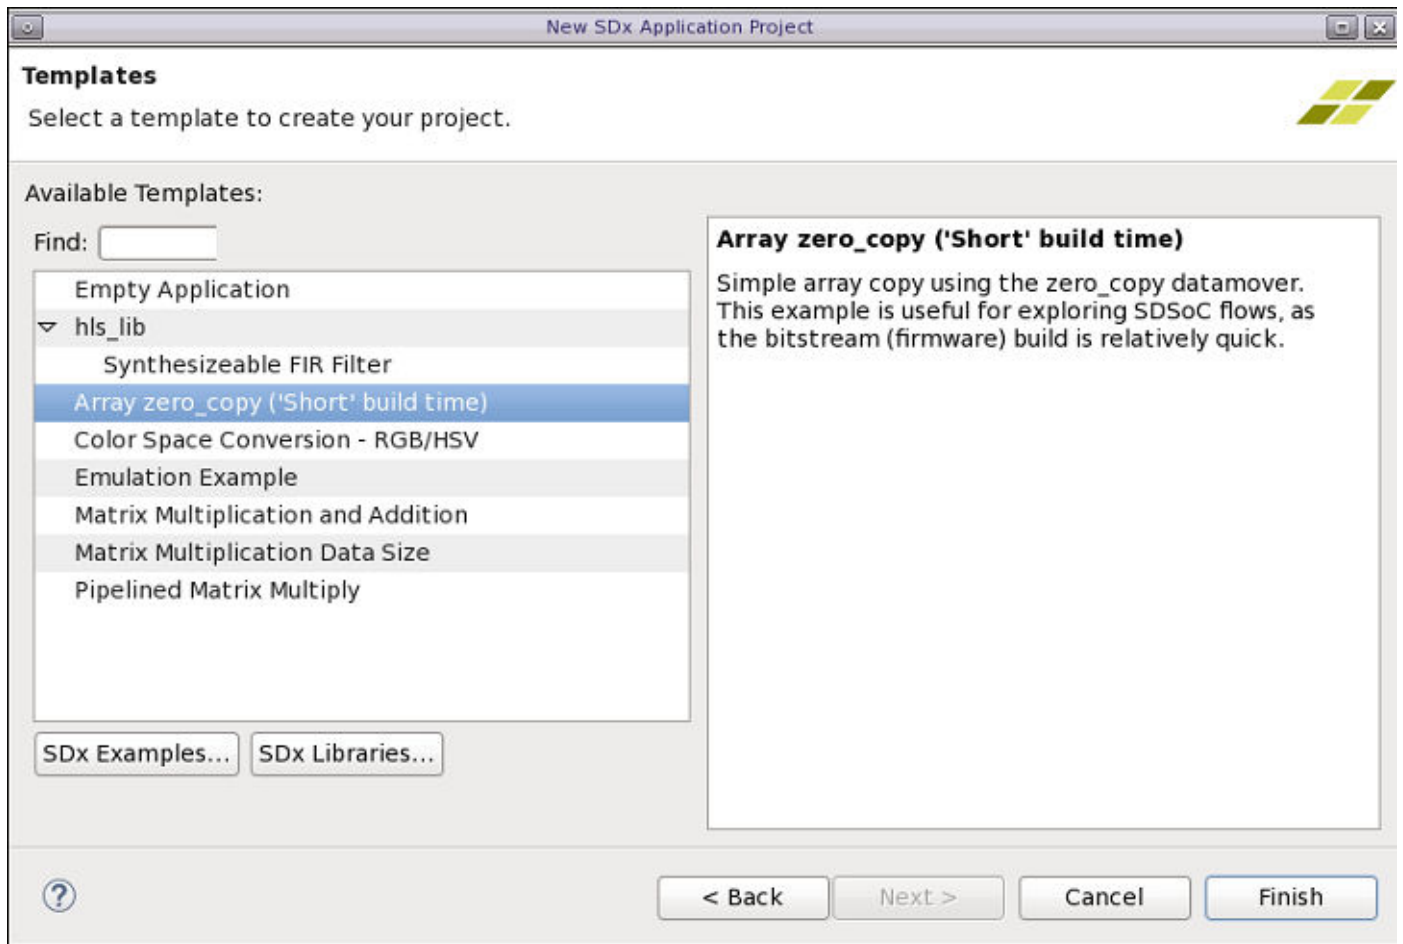 New SDx Application Project
Templates
Select a template to create your project.
Available Templates:
Find:
Empty Application
hls_lib
Synthesizeable FIR Filter
Array zero_copy ('Short' build time)
Color Space Conversion - RGB/HSV
Emulation Example
Matrix Multiplication and Addition
Matrix Multiplication Data Size
Pipelined Matrix Multiply
SDx Examples...
SDx Libraries...
Array zero_copy ('Short' build time)
Simple array copy using the zero_copy datamover.
This example is useful for exploring SDSoC flows, as
the bitstream (firmware) build is relatively quick.
?
< Back
Next >
Cancel
Finish